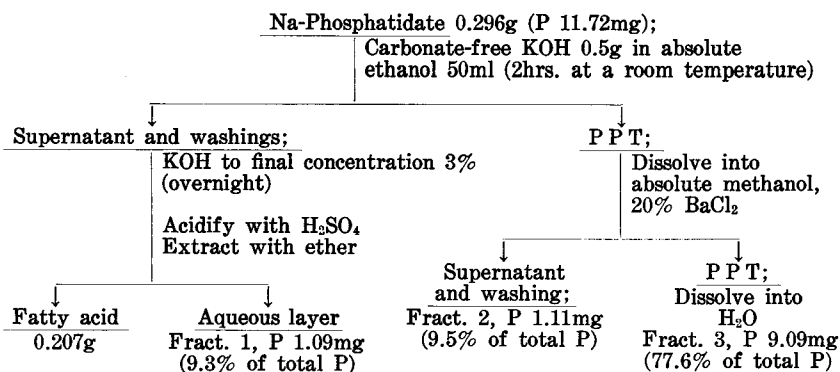 Na-Phosphatidate 0.296g (P 11.72mg);
Carbonate-free KOH 0.5g in absolute
ethanol 50ml (2hrs. at a room temperature)
Supernatant and washings;
KOH to final concentration 3%
(overnight)
Acidify with H₂SO₄
Extract with ether
Fatty acid
0.207g
Aqueous layer
Fract. 1, P 1.09mg
(9.3% of total P)
PPT;
Dissolve into
absolute methanol,
20% BaCl₂
Supernatant
and washing;
Fract. 2, P 1.11mg
(9.5% of total P)
PPT;
Dissolve into
H₂O
Fract. 3, P 9.09mg
(77.6% of total P)